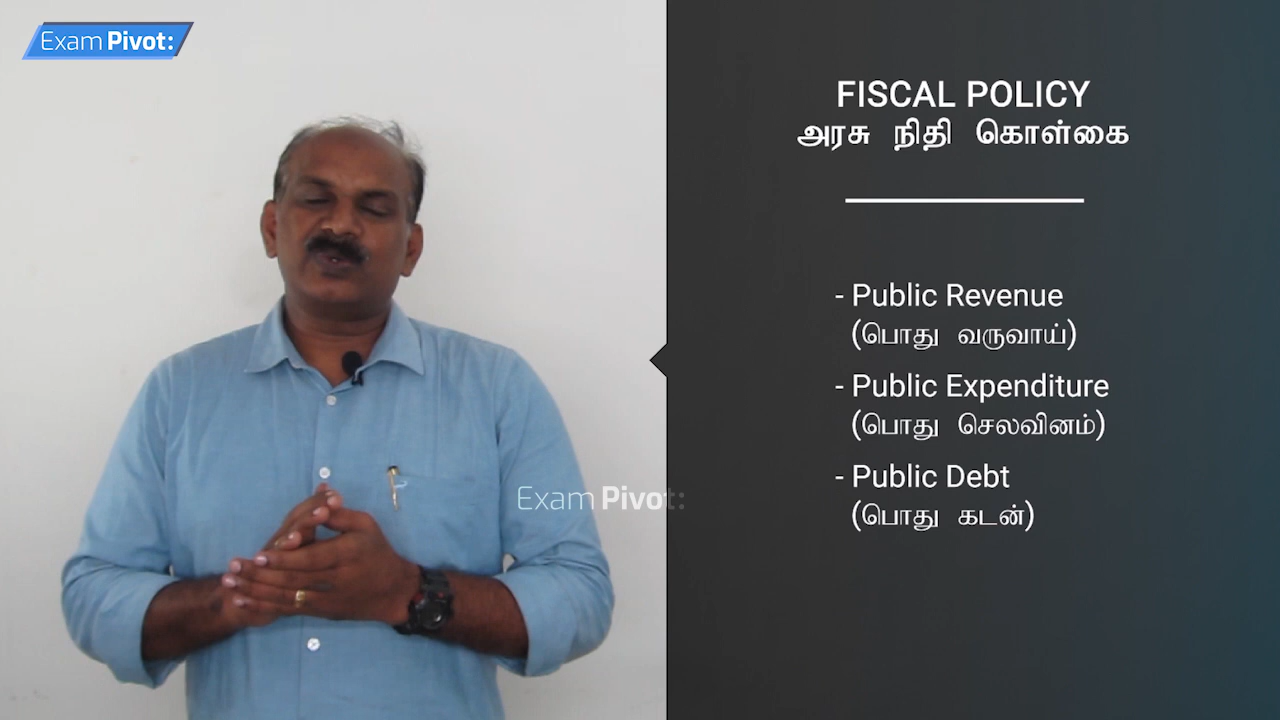 Exam Pivot:
FISCAL POLICY
அரசு நிதி கொள்கை
- Public Revenue
(பொது வருவாய்)
- Public Expenditure
(பொது செலவினம்)
- Public Debt
(பொது கடன்)
Exam Pivot: